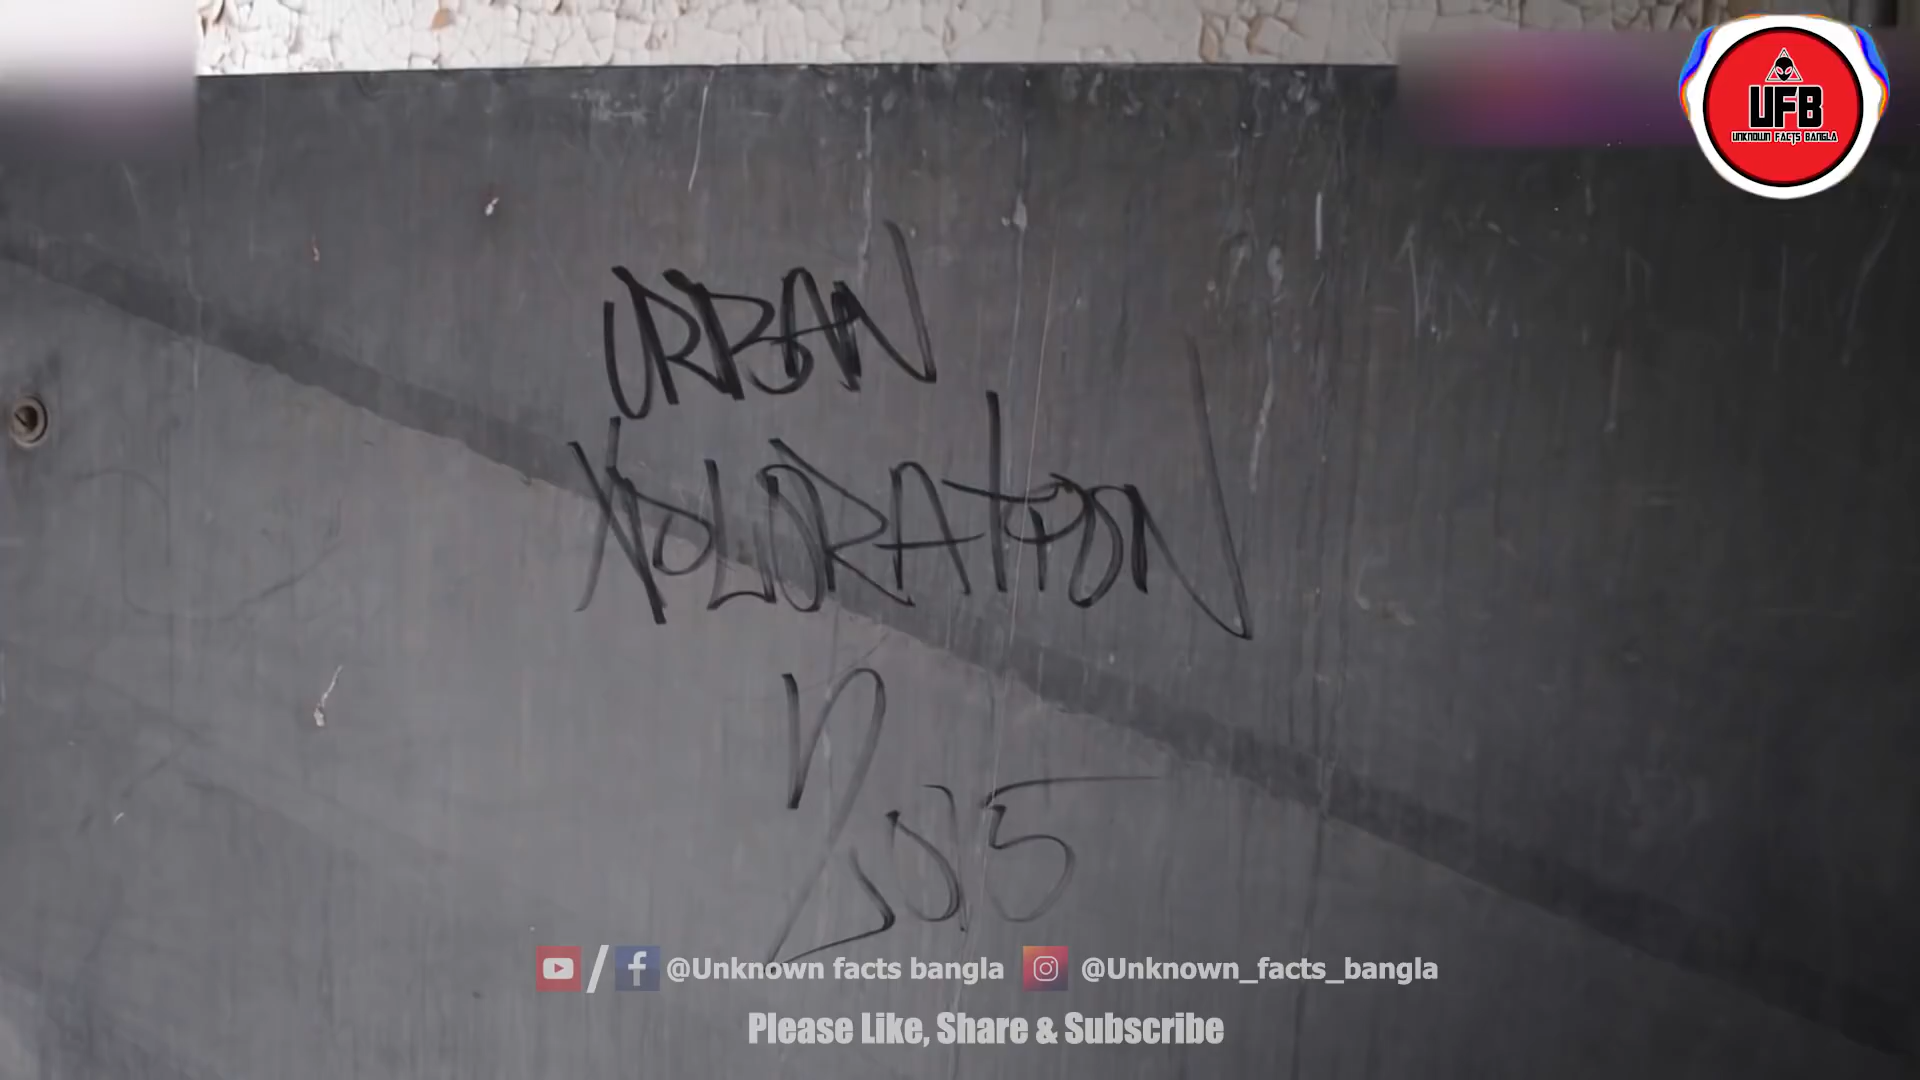 UFB
UNKNOWN FACTS BANGLA
URBAN
XPLORATION
2015
@Unknown facts bangla @Unknown_facts_bangla
Please Like, Share & Subscribe